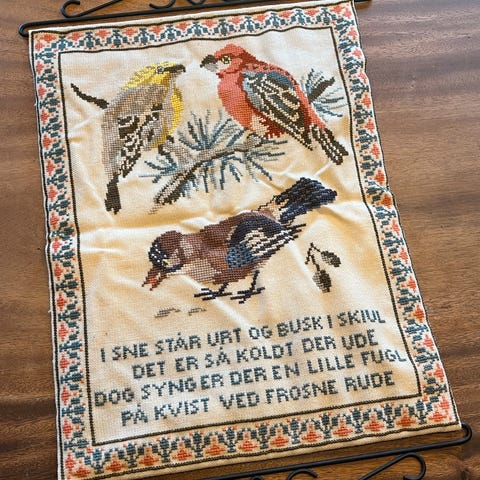 I SNE STÅR URT OG BUSK I SKIUL
DET ER SÅ KOLDT DER UDE
DOG SYNGER DER EN LILLE FUGL
PÅ KVIST VED FROSNE RUDE